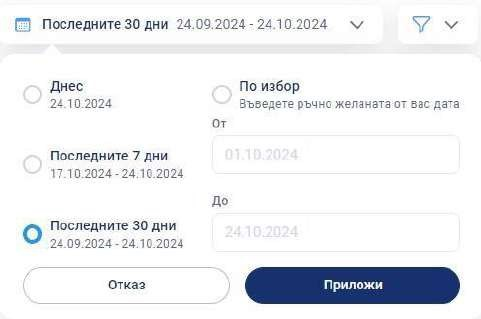 Последните 30 дни 24.09.2024 - 24.10.2024
Днес
24.10.2024
Последните 7 дни
17.10.2024 - 24.10.2024
Последните 30 дни
24.09.2024 - 24.10.2024
По избор
Въведете ръчно желаната от вас дата
От
01.10.2024
До
24.10.2024
Отказ
Приложи